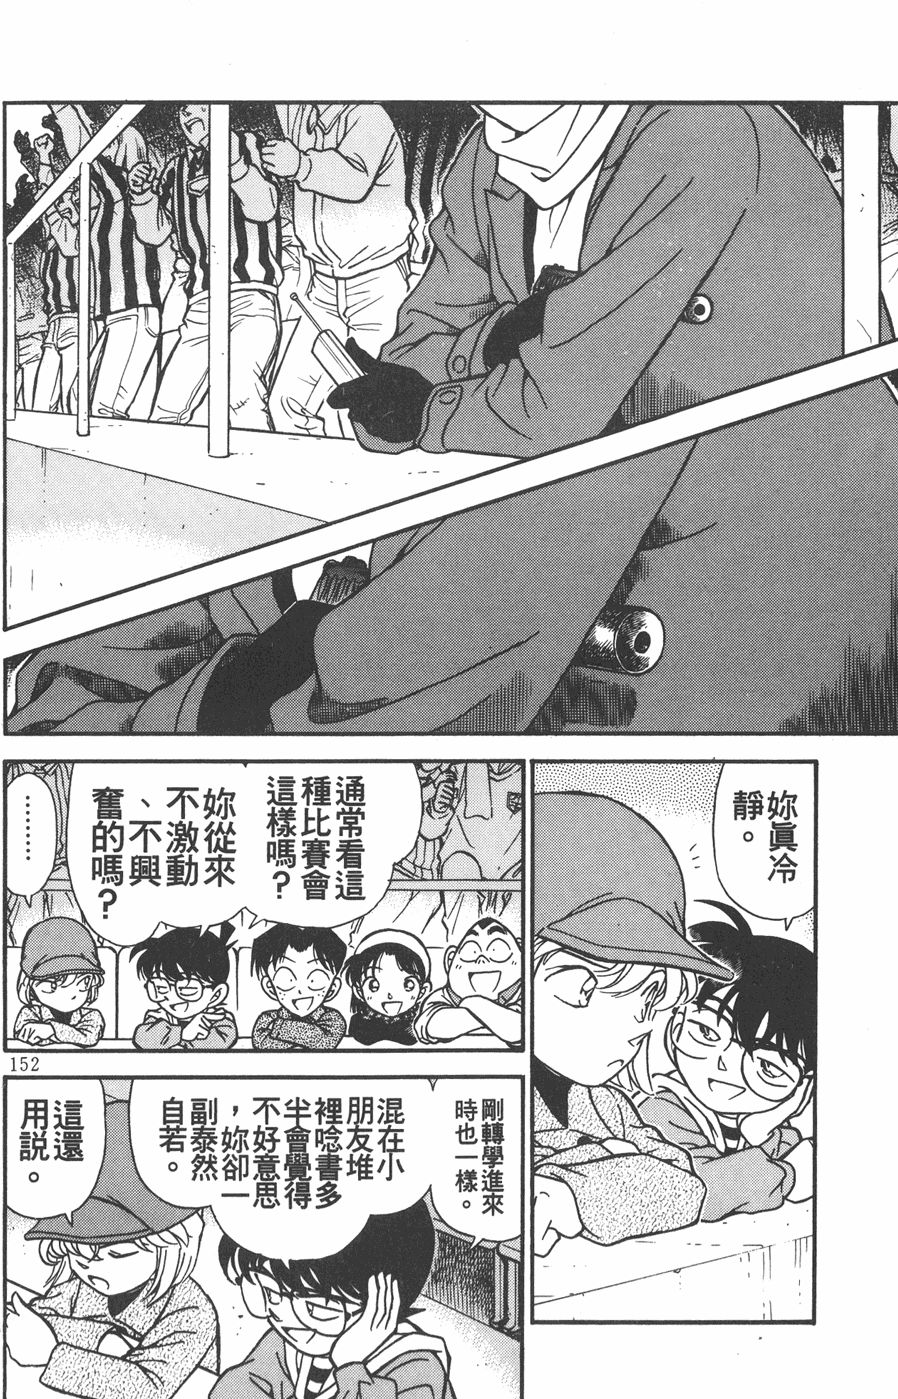 妳眞冷
靜。
通常看這
種比賽會
這樣嗎？
妳從來
不激動
、不興
奮的嗎？
………
152
剛轉學進來
時也一樣。
混在小
朋友堆
裡唸書多
半會覺得
不好意思
，妳卻一
副泰然
自若。
這還
用說。